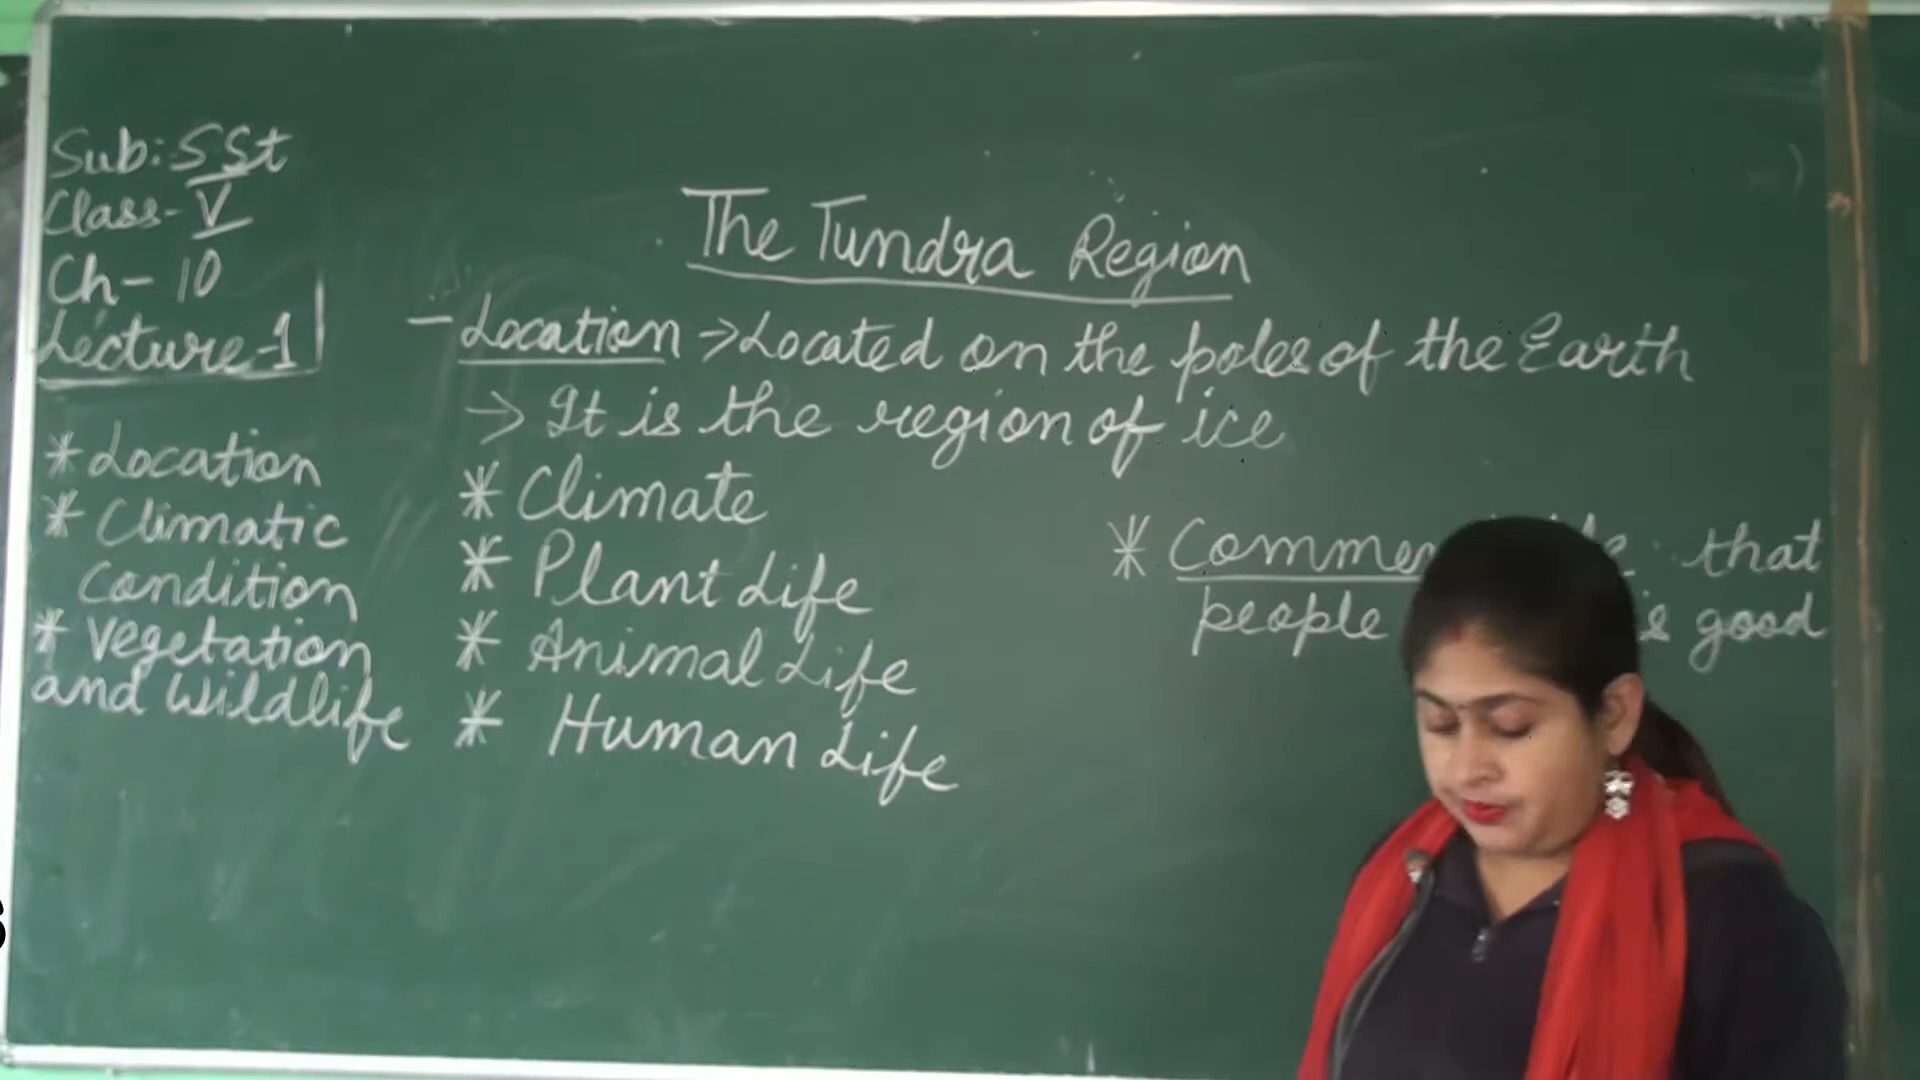 Sub: SSt
Class- V
Ch- 10
Lecture-1
* Location
* Climatic
condition
* Vegetation
and Wildlife
The Tundra Region
- Location → Located on the poles of the Earth
→ It is the region of ice
* Climate
* Plant Life
* Animal Life
* Human Life
* that
people good